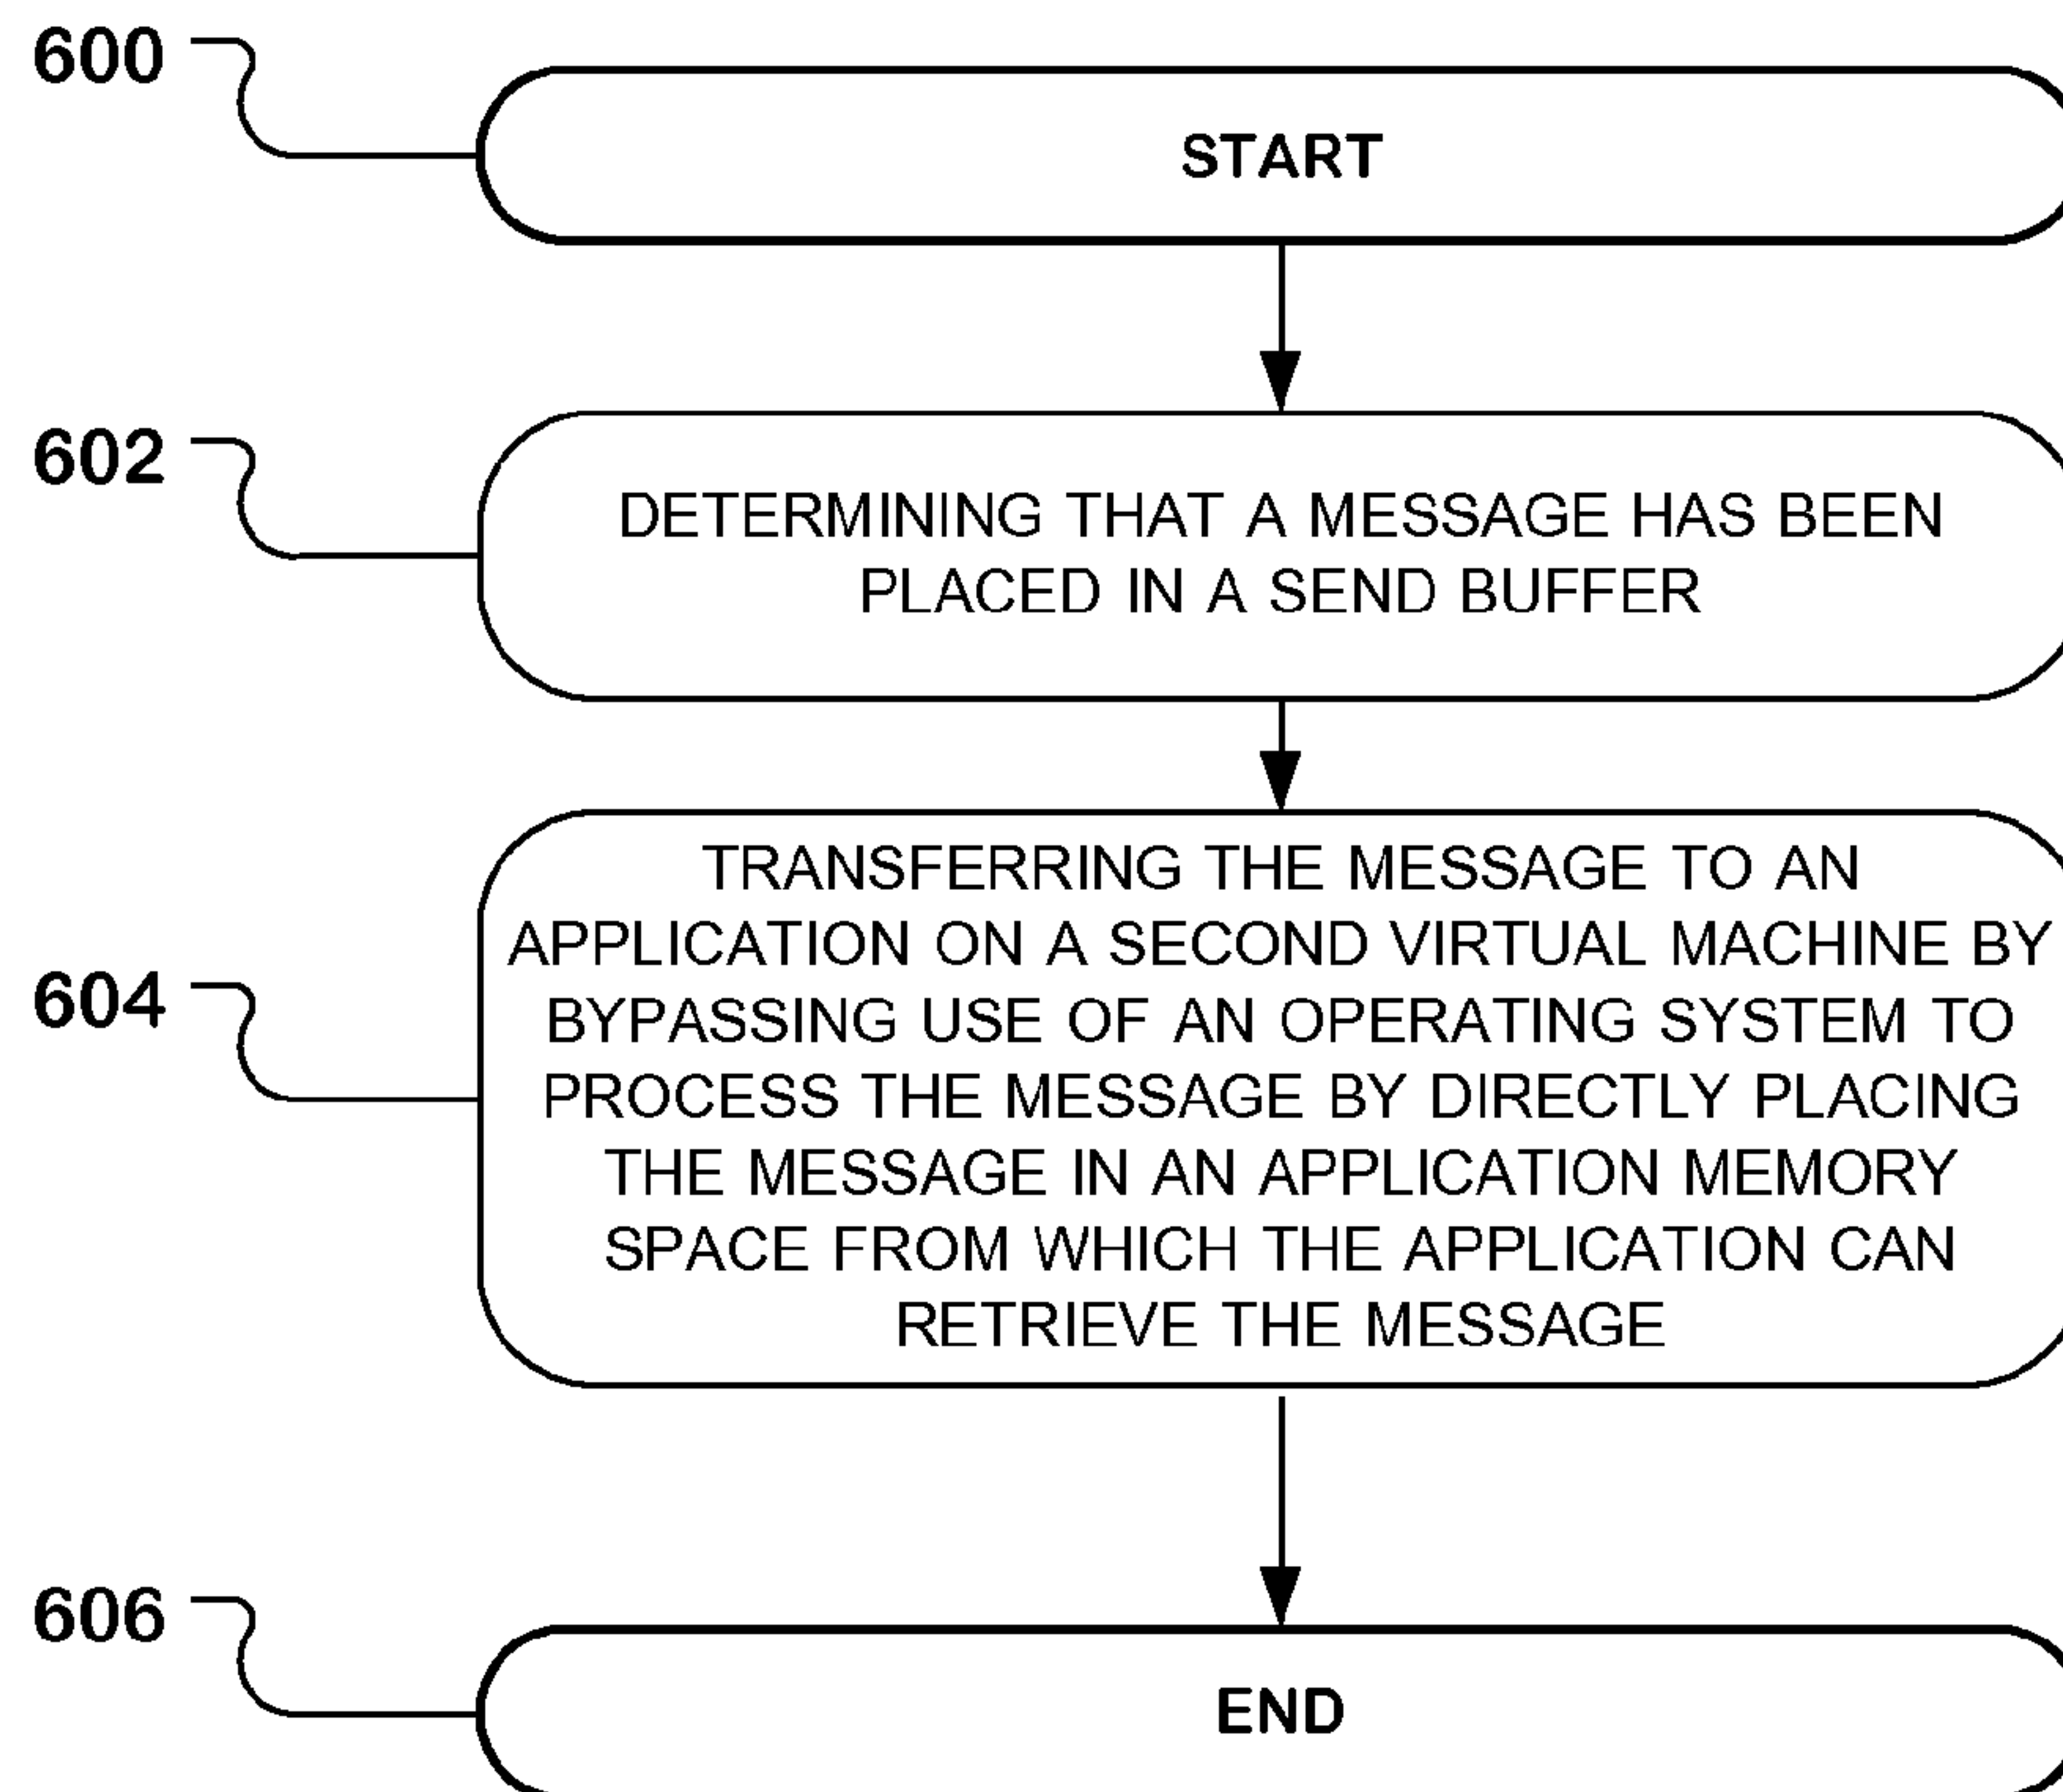 600
START
602
DETERMINING THAT A MESSAGE HAS BEEN
PLACED IN A SEND BUFFER
TRANSFERRING THE MESSAGE TO AN
APPLICATION ON A SECOND VIRTUAL MACHINE BY
604
BYPASSING USE OF AN OPERATING SYSTEM TO
PROCESS THE MESSAGE BY DIRECTLY PLACING
THE MESSAGE IN AN APPLICATION MEMORY
SPACE FROM WHICH THE APPLICATION CAN
RETRIEVE THE MESSAGE
606
END